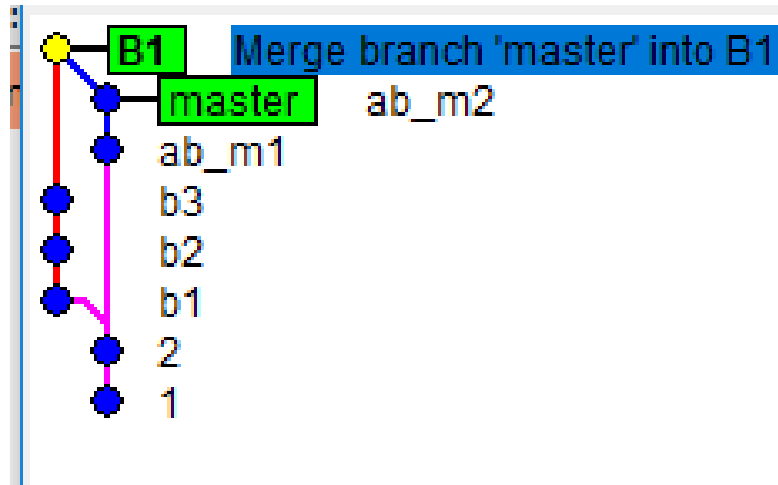 B1 Merge branch 'master' into B1
master ab_m2
ab_m1
b3
b2
b1
2
1